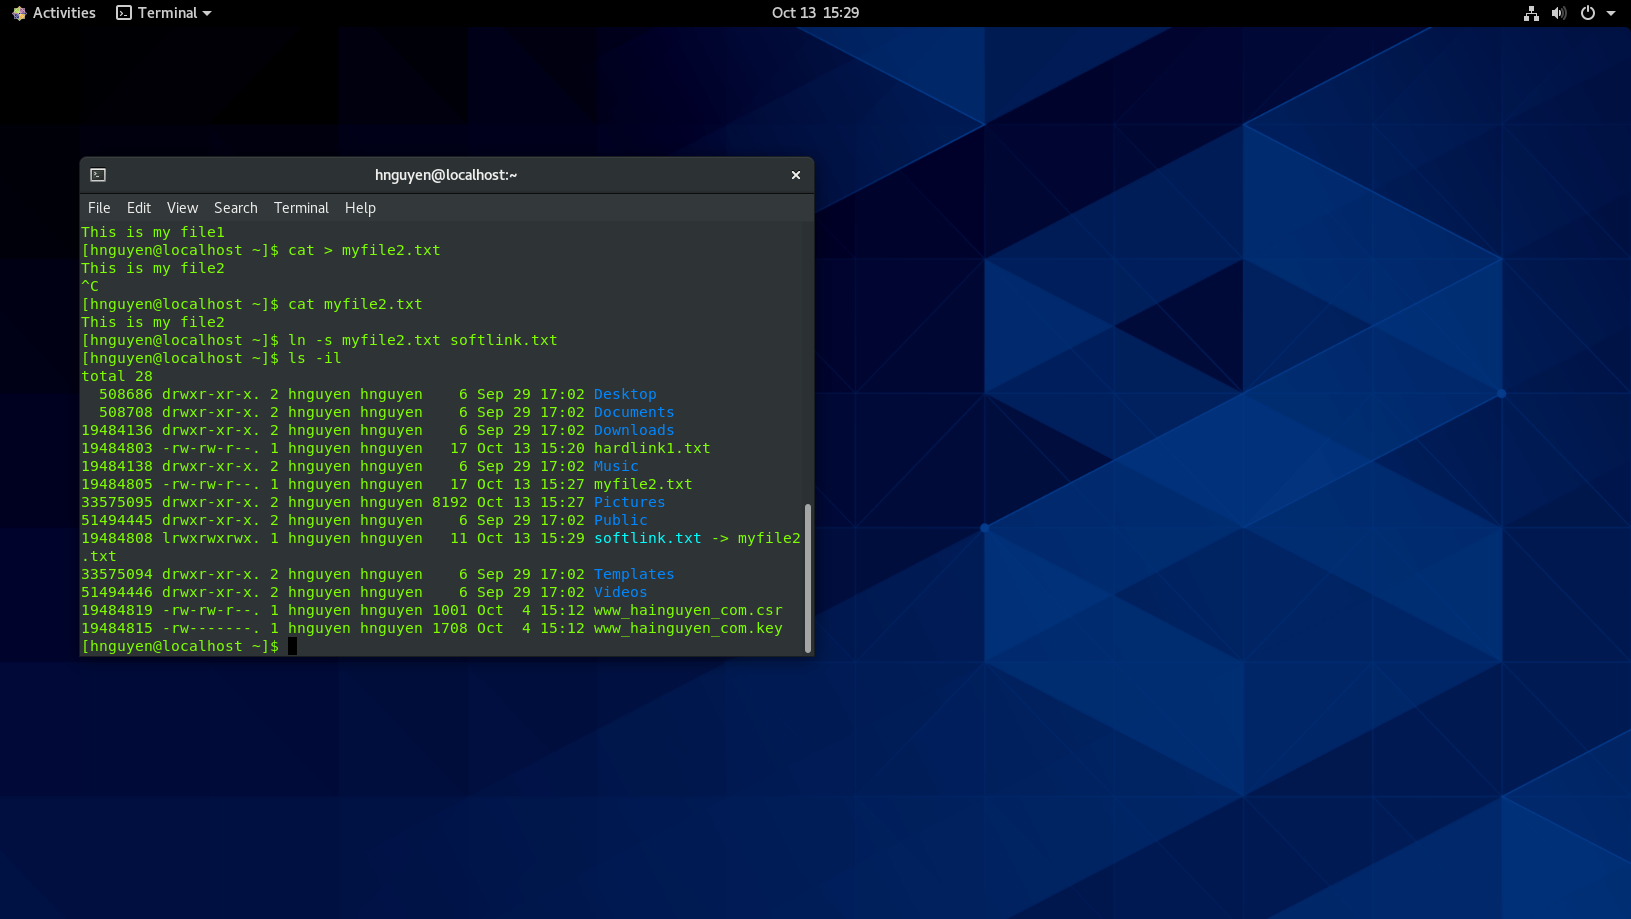 Activities Terminal Oct 13 15:29
hnguyen@localhost:~
File Edit View Search Terminal Help
This is my file1
[hnguyen@localhost ~]$ cat > myfile2.txt
This is my file2
^C
[hnguyen@localhost ~]$ cat myfile2.txt
This is my file2
[hnguyen@localhost ~]$ ln -s myfile2.txt softlink.txt
[hnguyen@localhost ~]$ ls -il
total 28
  508686 drwxr-xr-x. 2 hnguyen hnguyen    6 Sep 29 17:02 Desktop
  508708 drwxr-xr-x. 2 hnguyen hnguyen    6 Sep 29 17:02 Documents
19484136 drwxr-xr-x. 2 hnguyen hnguyen    6 Sep 29 17:02 Downloads
19484803 -rw-rw-r--. 1 hnguyen hnguyen   17 Oct 13 15:20 hardlink1.txt
19484138 drwxr-xr-x. 2 hnguyen hnguyen    6 Sep 29 17:02 Music
19484805 -rw-rw-r--. 1 hnguyen hnguyen   17 Oct 13 15:27 myfile2.txt
33575095 drwxr-xr-x. 2 hnguyen hnguyen 8192 Oct 13 15:27 Pictures
51494445 drwxr-xr-x. 2 hnguyen hnguyen    6 Sep 29 17:02 Public
19484808 lrwxrwxrwx. 1 hnguyen hnguyen   11 Oct 13 15:29 softlink.txt -> myfile2
.txt
33575094 drwxr-xr-x. 2 hnguyen hnguyen    6 Sep 29 17:02 Templates
51494446 drwxr-xr-x. 2 hnguyen hnguyen    6 Sep 29 17:02 Videos
19484819 -rw-rw-r--. 1 hnguyen hnguyen 1001 Oct  4 15:12 www_hainguyen_com.csr
19484815 -rw-------. 1 hnguyen hnguyen 1708 Oct  4 15:12 www_hainguyen_com.key
[hnguyen@localhost ~]$